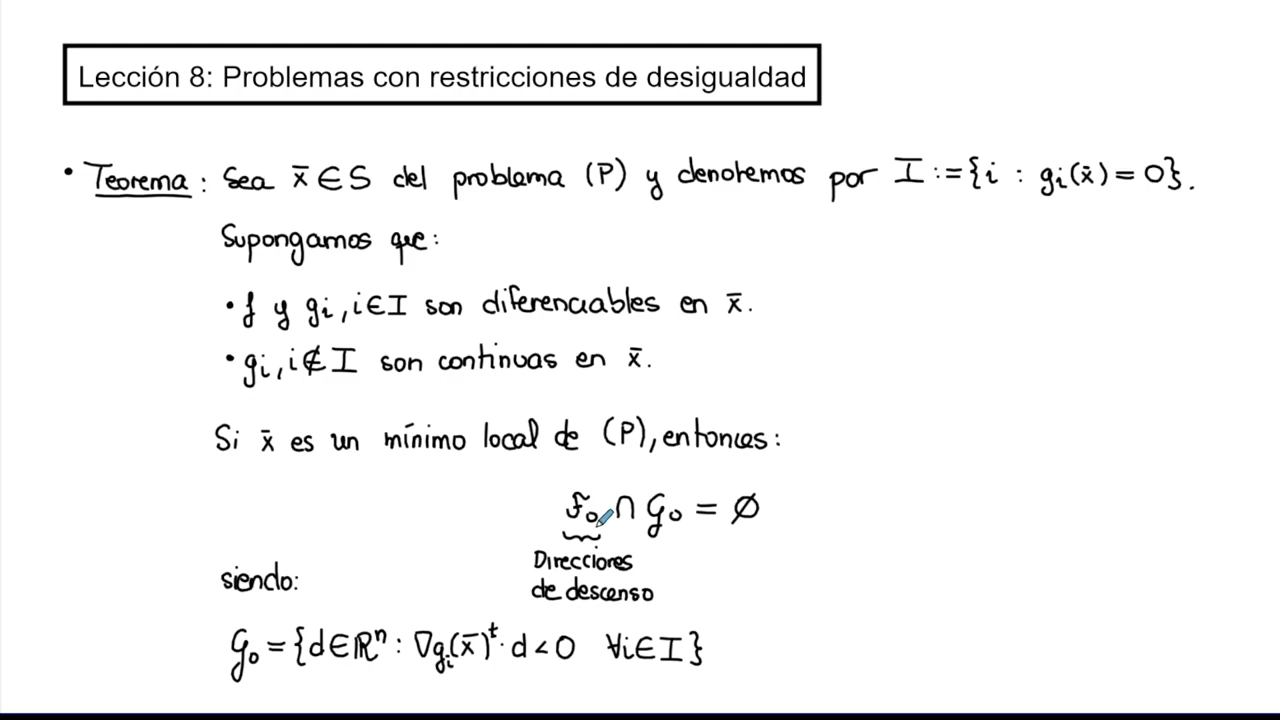 Lección 8: Problemas con restricciones de desigualdad
• Teorema: Sea x̄ ∈ S del problema (P) y denotemos por I := {i : gᵢ(x̄) = 0}.
Supongamos que:
• f y gᵢ, i ∈ I son diferenciables en x̄.
• gᵢ, i ∉ I son continuas en x̄.
Si x̄ es un mínimo local de (P), entonces:
F₀ ∩ G₀ = ∅
Direcciones
de descenso
siendo:
G₀ = {d ∈ ℝⁿ : ∇gᵢ(x̄)ᵗ · d < 0 ∀i ∈ I}